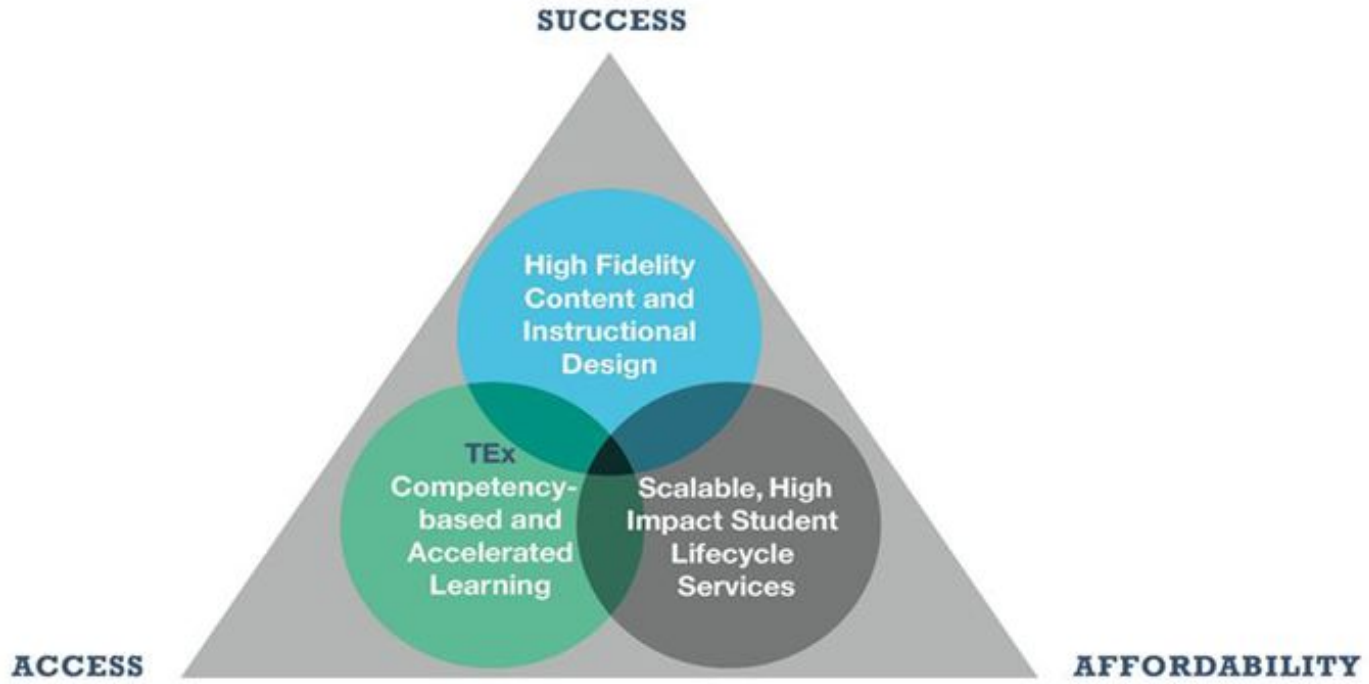 SUCCESS
High Fidelity
Content and
Instructional
Design
TEx
Competency-
based and
Accelerated
Learning
Scalable, High
Impact Student
Lifecycle
Services
ACCESS
AFFORDABILITY